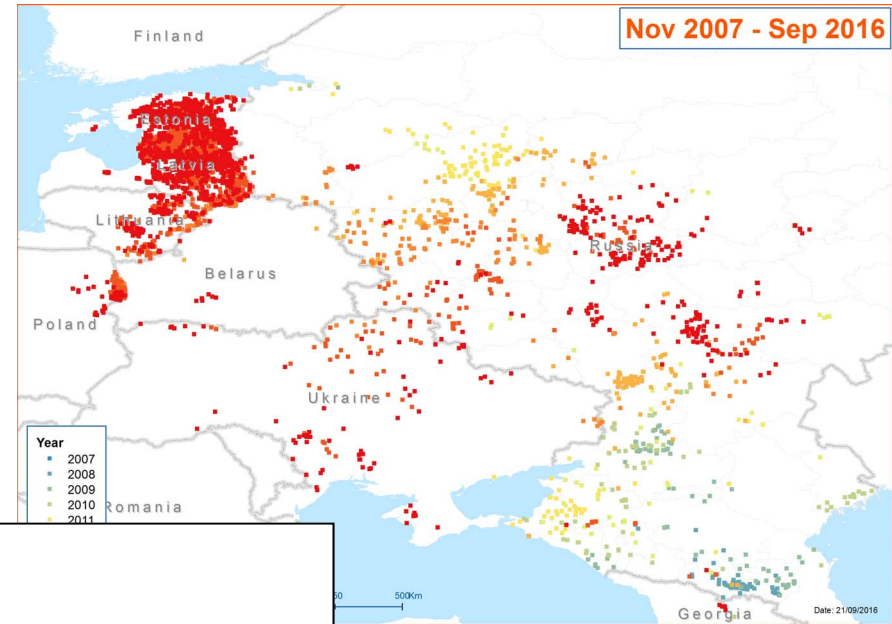 Nov 2007 - Sep 2016
Finland
Estonia
Latvia
Lithuania
Russia
Belarus
Poland
Ukraine
Year
2007
2008
2009
2010
2011
Romania
500Km
Georgia
Date: 21/09/2016